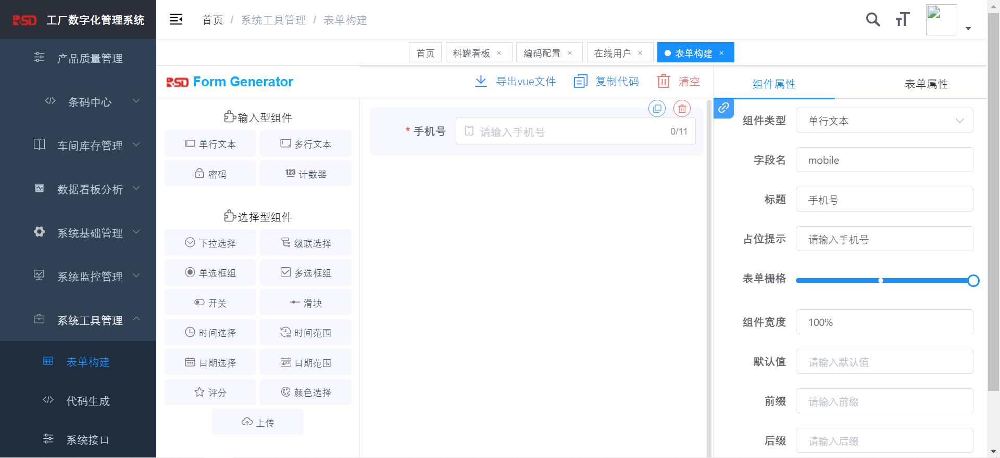 RSD 工厂数字化管理系统
产品质量管理
条码中心
车间库存管理
数据看板分析
系统基础管理
系统监控管理
系统工具管理
表单构建
代码生成
系统接口
首页 / 系统工具管理 / 表单构建
首页
料罐看板 ×
编码配置 ×
在线用户 ×
表单构建 ×
RSD Form Generator
输入型组件
单行文本
多行文本
密码
123 计数器
选择型组件
下拉选择
级联选择
单选框组
多选框组
开关
滑块
时间选择
时间范围
日期选择
日期范围
评分
颜色选择
上传
导出vue文件
复制代码
清空
* 手机号
请输入手机号
0/11
组件属性
表单属性
组件类型
单行文本
字段名
mobile
标题
手机号
占位提示
请输入手机号
表单栅格
组件宽度
100%
默认值
请输入默认值
前缀
请输入前缀
后缀
请输入后缀